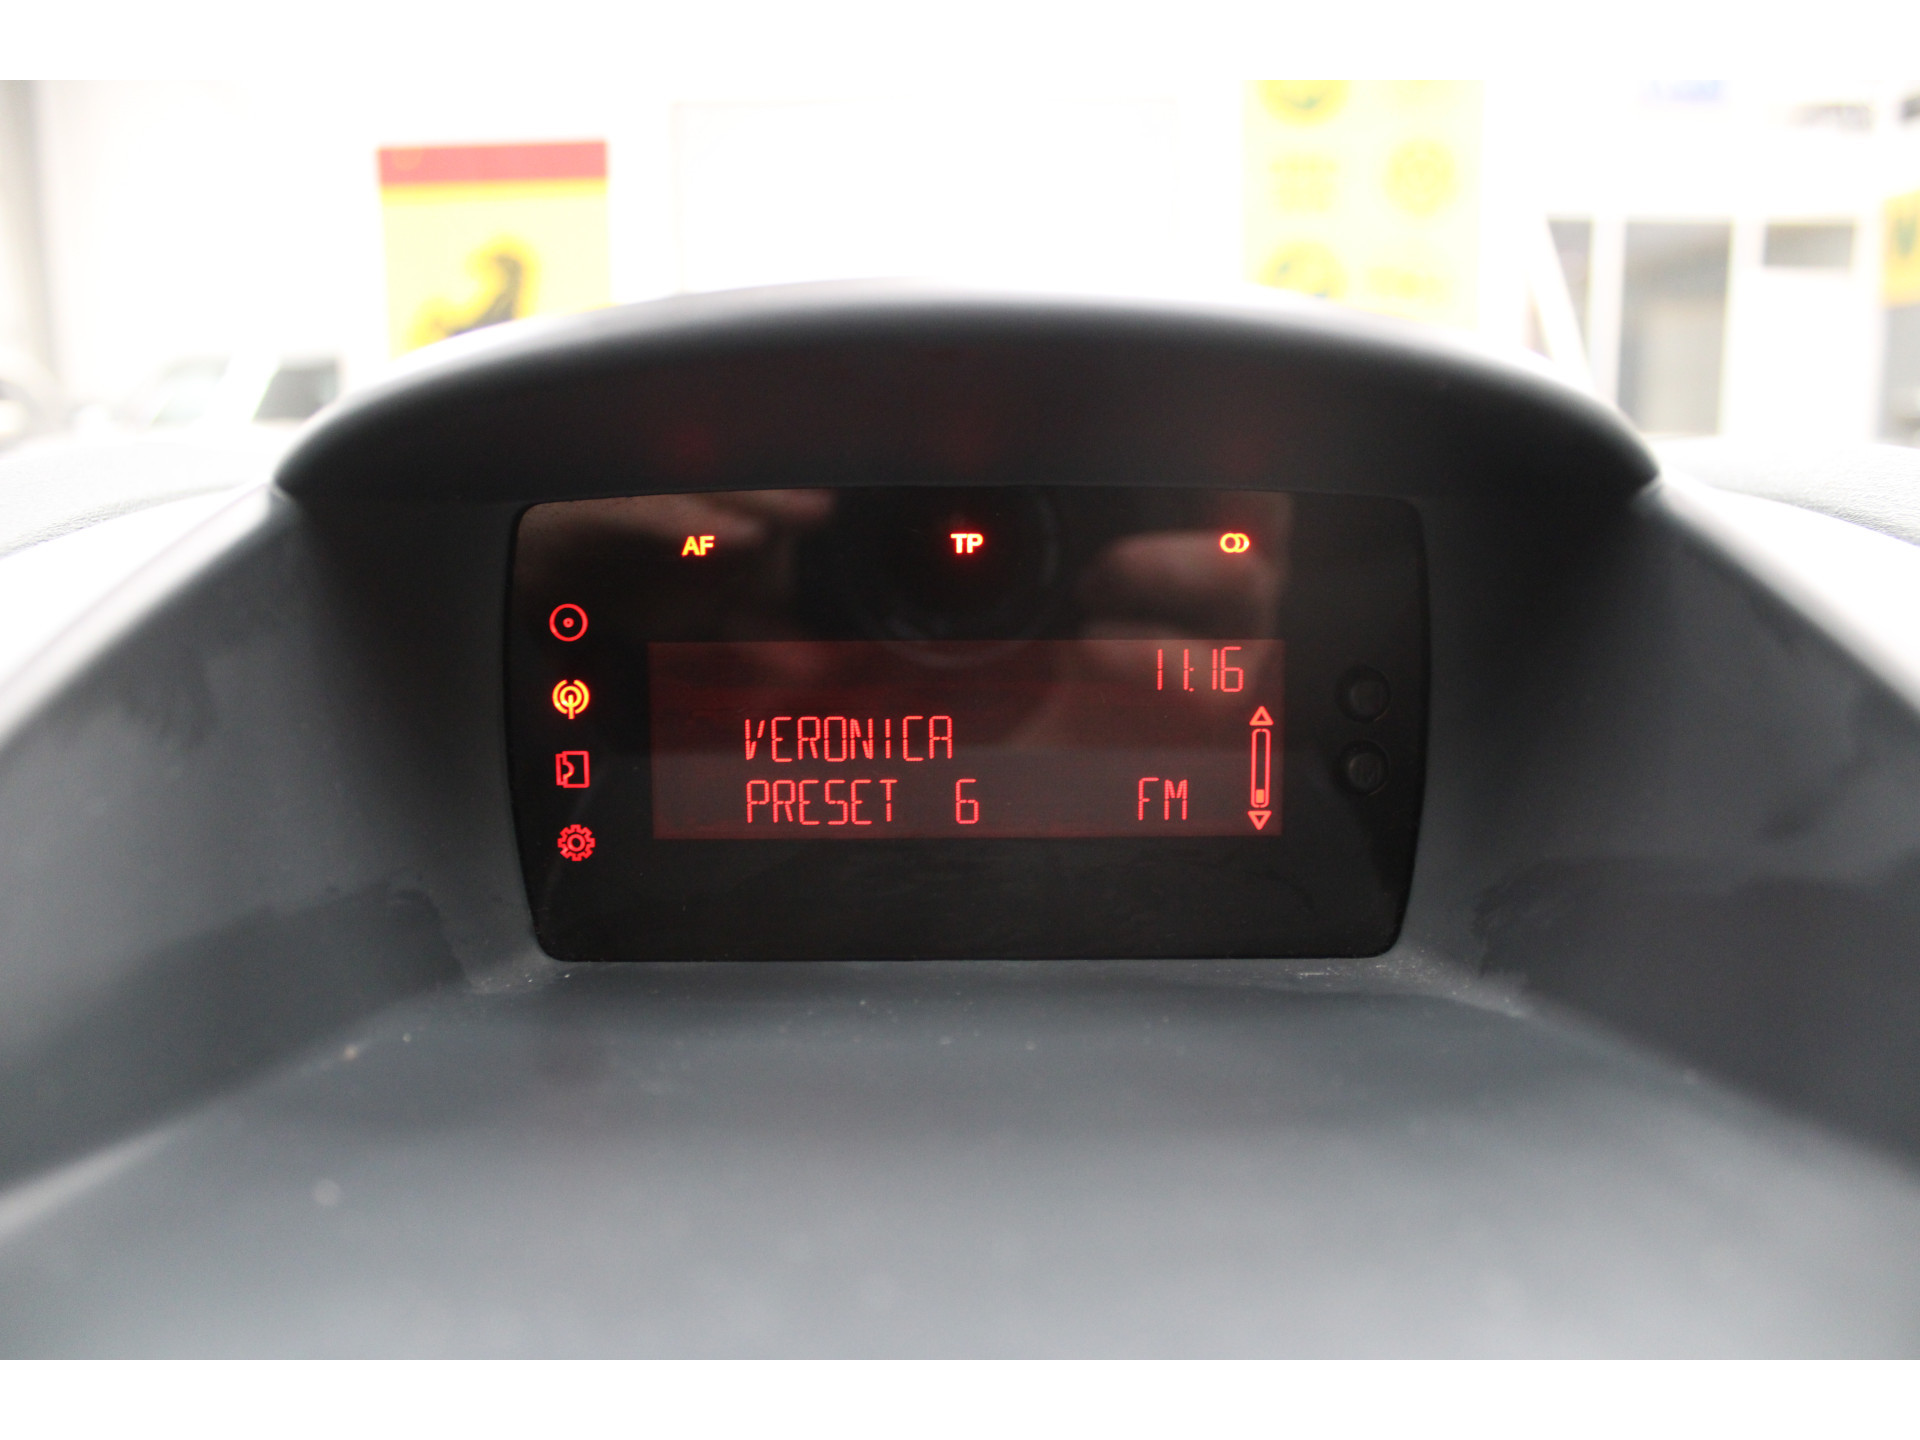 AF TP
11:16
VERONICA
PRESET 6 FM